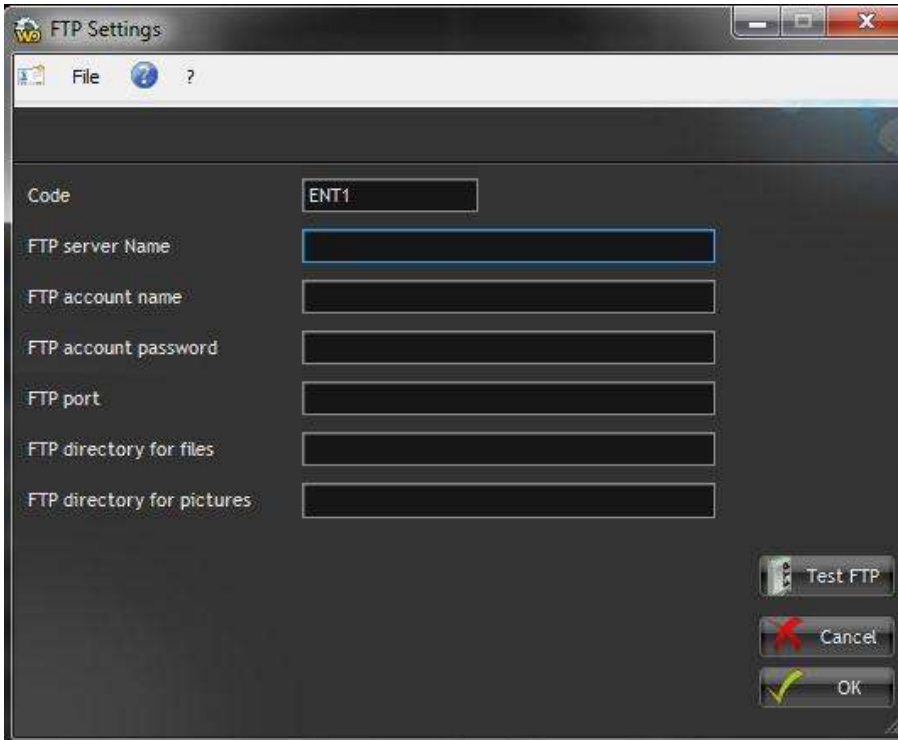 FTP Settings
File ?
Code ENT1
FTP server Name
FTP account name
FTP account password
FTP port
FTP directory for files
FTP directory for pictures
Test FTP
Cancel
OK